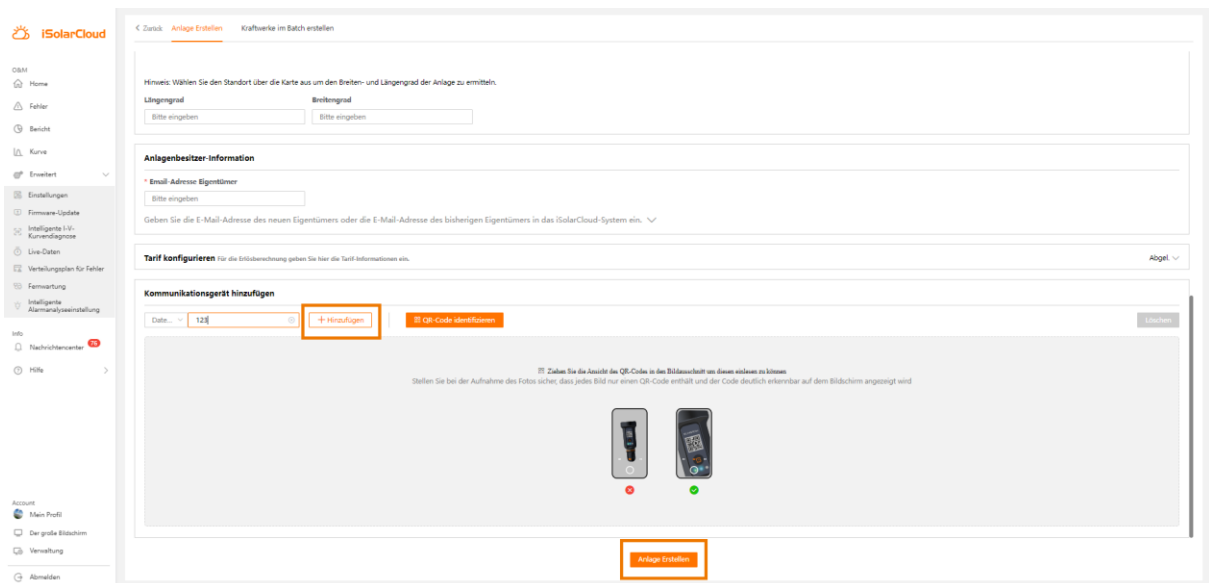 iSolarCloud
O&M
Home
Fehler
Bericht
Kurve
Erweitert
Einstellungen
Firmware-Update
Intelligente I-V-
Kurvendiagnose
Live-Daten
Verteilungsplan für Fehler
Fernwartung
Intelligente
Alarmanalyseeinstellung
Info
Nachrichtencenter 76
Hilfe
Account
Mein Profil
Der große Bildschirm
Verwaltung
Abmelden
Zurück Anlage Erstellen Kraftwerke im Batch erstellen
Hinweis: Wählen Sie den Standort über die Karte aus um den Breiten- und Längengrad der Anlage zu ermitteln.
Längengrad Breitengrad
Bitte eingeben Bitte eingeben
Anlagenbesitzer-Information
* Email-Adresse Eigentümer
Bitte eingeben
Geben Sie die E-Mail-Adresse des neuen Eigentümers oder die E-Mail-Adresse des bisherigen Eigentümers in das iSolarCloud-System ein.
Tarif konfigurieren Für die Erlösberechnung geben Sie hier die Tarif-Informationen ein. Abgel.
Kommunikationsgerät hinzufügen
Date... 123 + Hinzufügen QR-Code identifizieren Löschen
Ziehen Sie die Ansicht des QR-Codes in den Bildausschnitt um diesen einlesen zu können
Stellen Sie bei der Aufnahme des Fotos sicher, dass jedes Bild nur einen QR-Code enthält und der Code deutlich erkennbar auf dem Bildschirm angezeigt wird
Anlage Erstellen